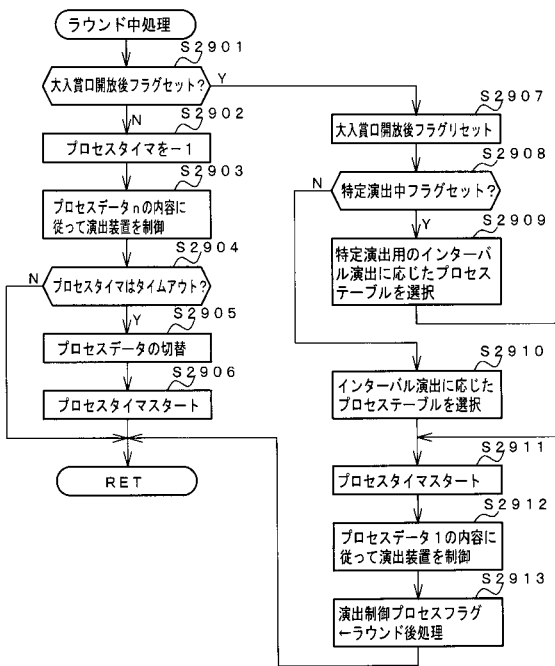 ラウンド中処理
S2901
大入賞口開放後フラグセット?
Y
N
S2902
プロセスタイマを－1
S2903
プロセスデータnの内容に
従って演出装置を制御
S2904
N
プロセスタイマはタイムアウト?
Y
S2905
プロセスデータの切替
S2906
プロセスタイマスタート
RET
S2907
大入賞口開放後フラグリセット
S2908
N
特定演出中フラグセット?
Y
S2909
特定演出用のインター
バル演出に応じたプロセス
テーブルを選択
S2910
インターバル演出に応じた
プロセステーブルを選択
S2911
プロセスタイマスタート
S2912
プロセスデータ1の内容に
従って演出装置を制御
S2913
演出制御プロセスフラグ
←ラウンド後処理